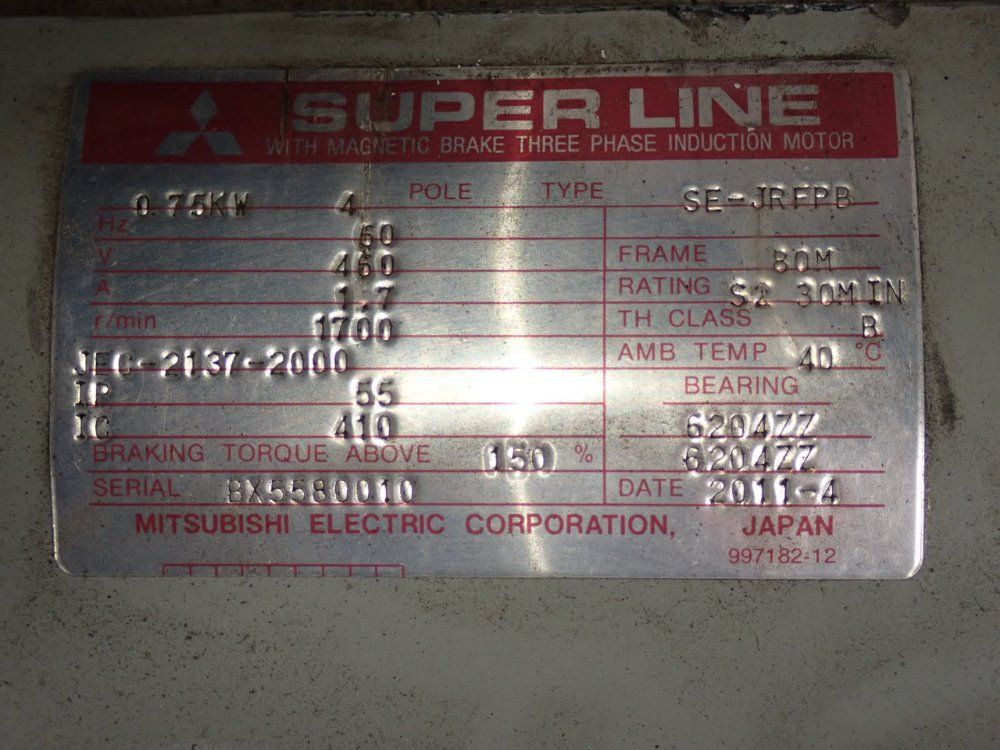 SUPER LINE
WITH MAGNETIC BRAKE THREE PHASE INDUCTION MOTOR
0.75KW 4 POLE TYPE SE-JRFPB
Hz 60
V 460 FRAME 80M
A 1.7 RATING S2 30MIN
r/min 1700 TH CLASS B
JEC-2137-2000 AMB TEMP 40 °C
IP 55 BEARING
IC 410 6204ZZ
BRAKING TORQUE ABOVE 150 % 6204ZZ
SERIAL BX5580010 DATE 2011-4
MITSUBISHI ELECTRIC CORPORATION, JAPAN
997182-12